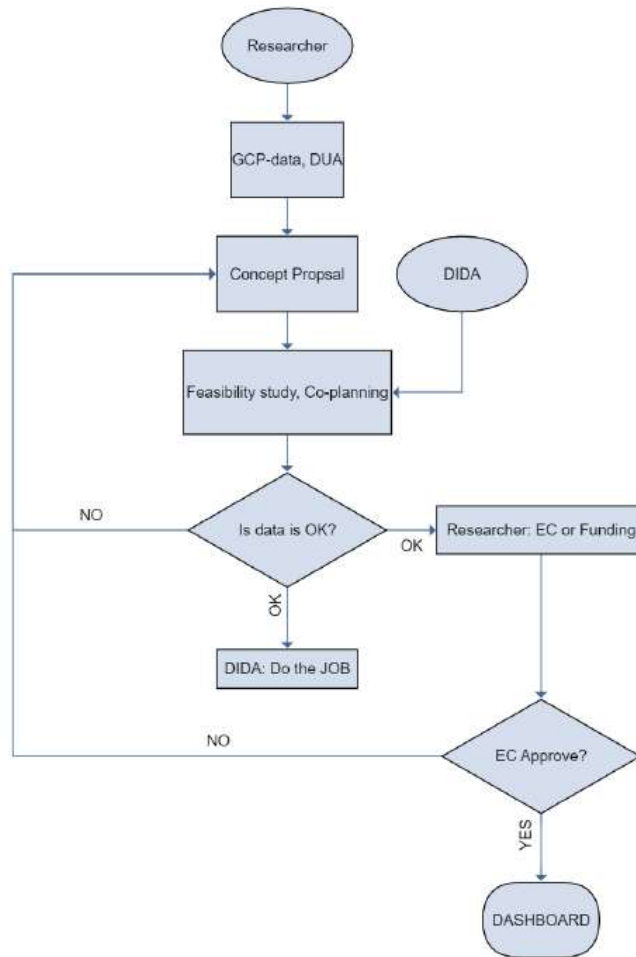 Researcher
GCP-data, DUA
Concept Propsal
DIDA
Feasibility study, Co-planning
NO
Is data is OK?
OK
Researcher: EC or Funding
OK
DIDA: Do the JOB
NO
EC Approve?
YES
DASHBOARD